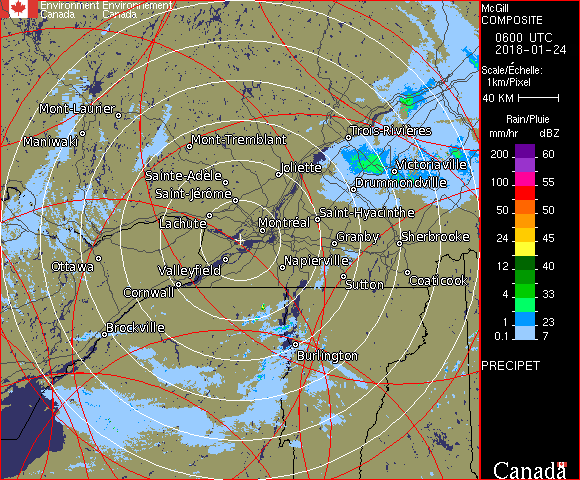 Environment Environnement
Canada Canada
McGill
COMPOSITE
0600 UTC
2018-01-24
Scale/Échelle:
1km/Pixel
40 KM
Rain/Pluie
mm/hr dBZ
200 60
100 55
50 50
24 45
12 40
4 33
1 23
0.1 7
PRECIPET
Canada
Mont-Laurier
Maniwaki
Mont-Tremblant
Trois-Rivières
Joliette
Victoriaville
Sainte-Adèle
Drummondville
Saint-Jérôme
Saint-Hyacinthe
Lachute
Montréal
Granby
Sherbrooke
Ottawa
Valleyfield
Napierville
Sutton
Coaticook
Cornwall
Brockville
Burlington